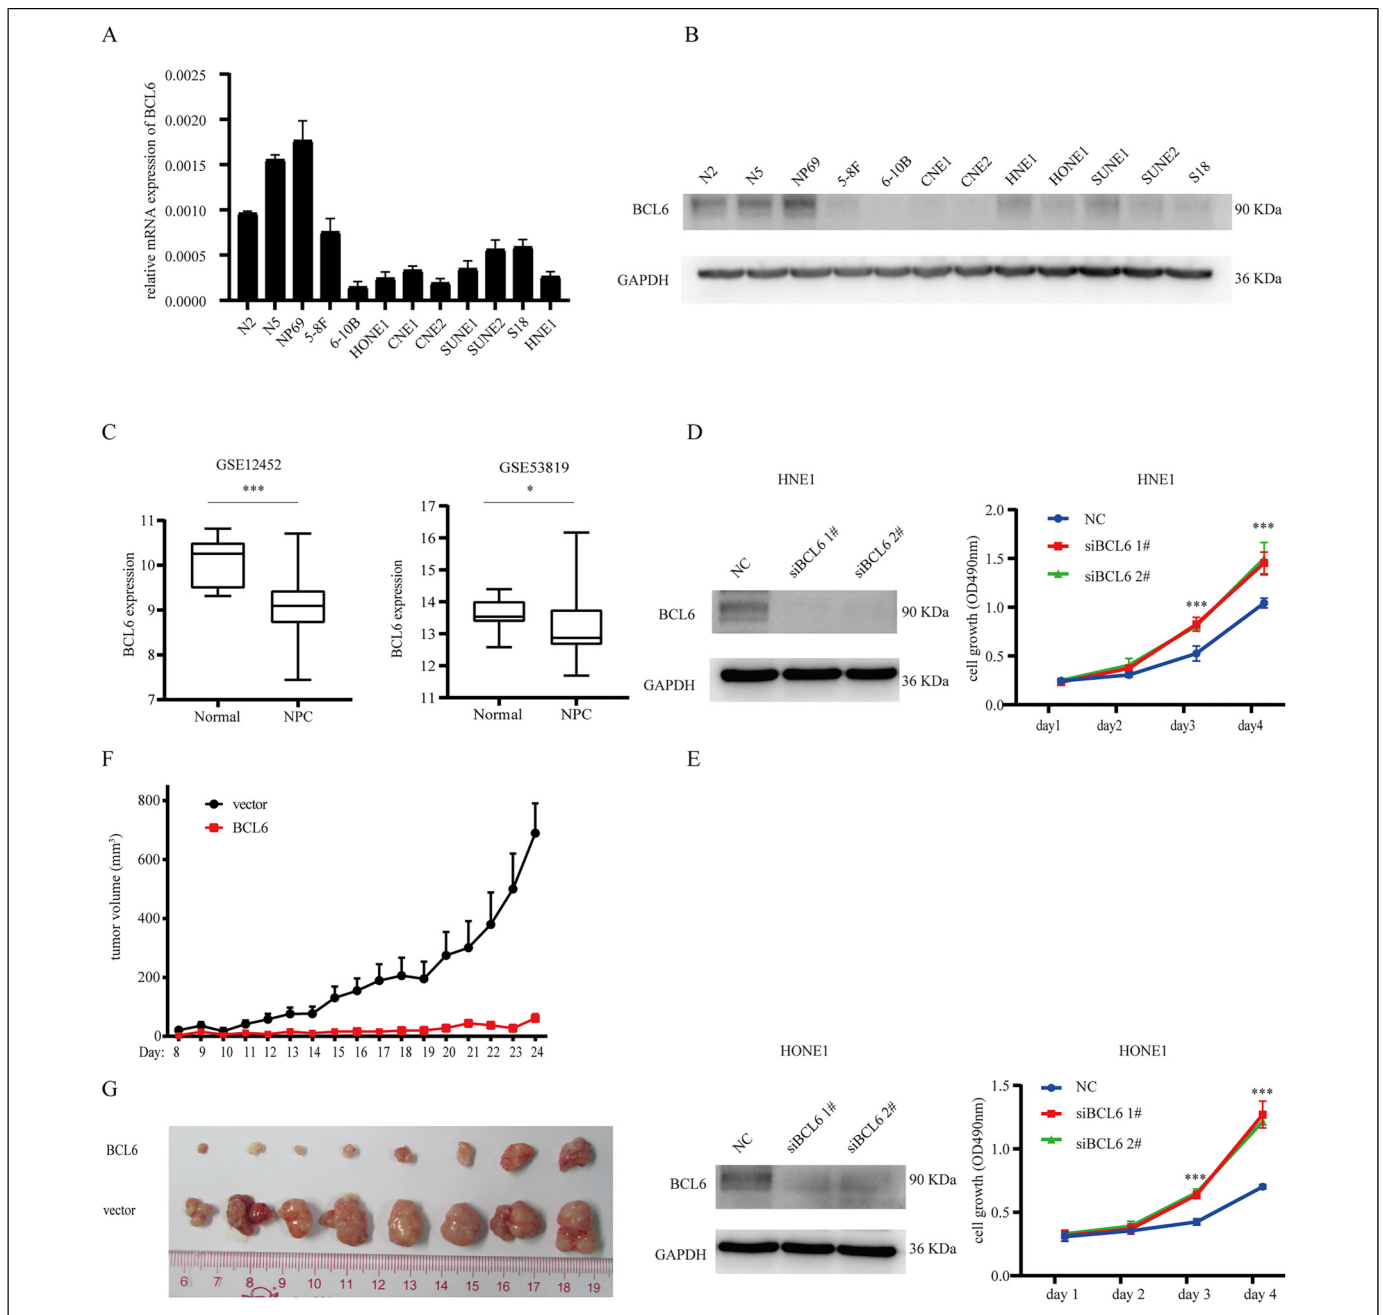 A
relative mRNA expression of BCL6
0.0025
0.0020
0.0015
0.0010
0.0005
0.0000
N2 N5 NP69 5-8F 6-10B HONE1 CNE1 CNE2 SUNE1 SUNE2 S18 HNE1
B
N2 N5 NP69 5-8F 6-10B CNE1 CNE2 HNE1 HONE1 SUNE1 SUNE2 S18
BCL6 90 KDa
GAPDH 36 KDa
C
GSE12452
***
BCL6 expression
11
10
9
8
7
Normal NPC
GSE53819
*
BCL6 expression
17
16
15
14
13
12
11
Normal NPC
D
HNE1
NC siBCL6 1# siBCL6 2#
BCL6 90 KDa
GAPDH 36 KDa
HNE1
NC
siBCL6 1#
siBCL6 2#
***
***
cell growth (OD490nm)
2.0
1.5
1.0
0.5
0.0
day1 day2 day3 day4
F
vector
BCL6
tumor volume (mm³)
800
600
400
200
0
Day: 8 9 10 11 12 13 14 15 16 17 18 19 20 21 22 23 24
E
HONE1
NC siBCL6 1# siBCL6 2#
BCL6 90 KDa
GAPDH 36 KDa
HONE1
NC
siBCL6 1#
siBCL6 2#
***
***
cell growth (OD490nm)
1.5
1.0
0.5
0.0
day 1 day 2 day 3 day 4
G
BCL6
vector
6 7 8 9 10 11 12 13 14 15 16 17 18 19